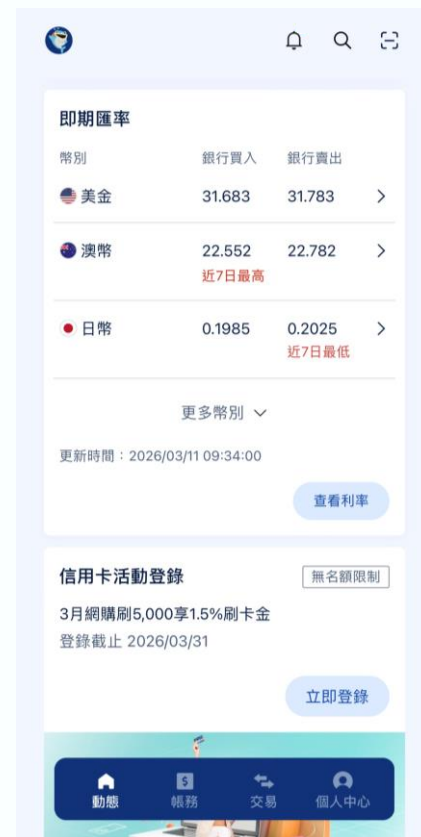 即期匯率
幣別 銀行買入 銀行賣出
美金 31.683 31.783
澳幣 22.552 22.782
近7日最高
日幣 0.1985 0.2025
近7日最低
更多幣別
更新時間：2026/03/11 09:34:00
查看利率
信用卡活動登錄 無名額限制
3月網購刷5,000享1.5%刷卡金
登錄截止 2026/03/31
立即登錄
動態 帳務 交易 個人中心